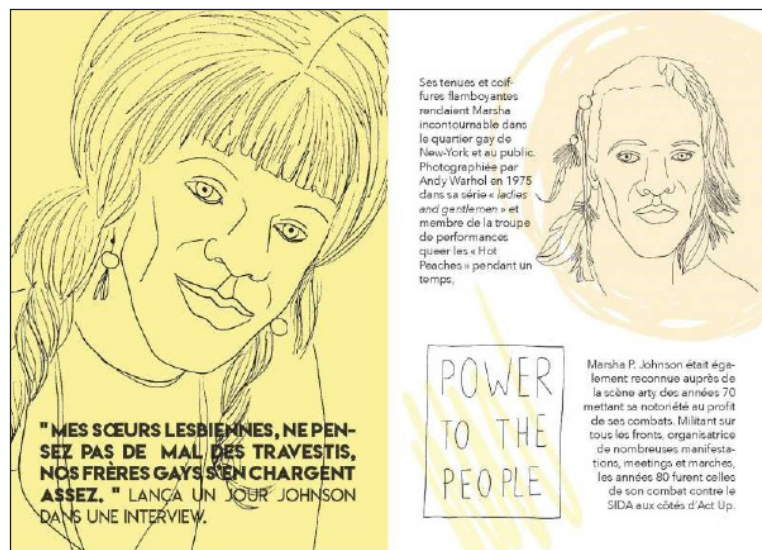 "MES SŒURS LESBIENNES, NE PEN-
SEZ PAS DE MAL DES TRAVESTIS,
NOS FRÈRES GAYS S'EN CHARGENT
ASSEZ. " LANÇA UN JOUR JOHNSON
DANS UNE INTERVIEW.
Ses tenues et coif-
fures flamboyantes
rendaient Marsha
incontournable dans
le quartier gay de
New-York et au public.
Photographiée par
Andy Warhol en 1975
dans sa série « ladies
and gentlemen » et
membre de la troupe
de performances
queer les « Hot
Peaches » pendant un
temps,
POWER
TO THE
PEOPLE
Marsha P. Johnson était éga-
lement reconnue auprès de
la scène arty des années 70
mettant sa notoriété au profit
de ses combats. Militant sur
tous les fronts, organisatrice
de nombreuses manifesta-
tions, meetings et marches,
les années 80 furent celles
de son combat contre le
SIDA aux côtés d'Act Up.